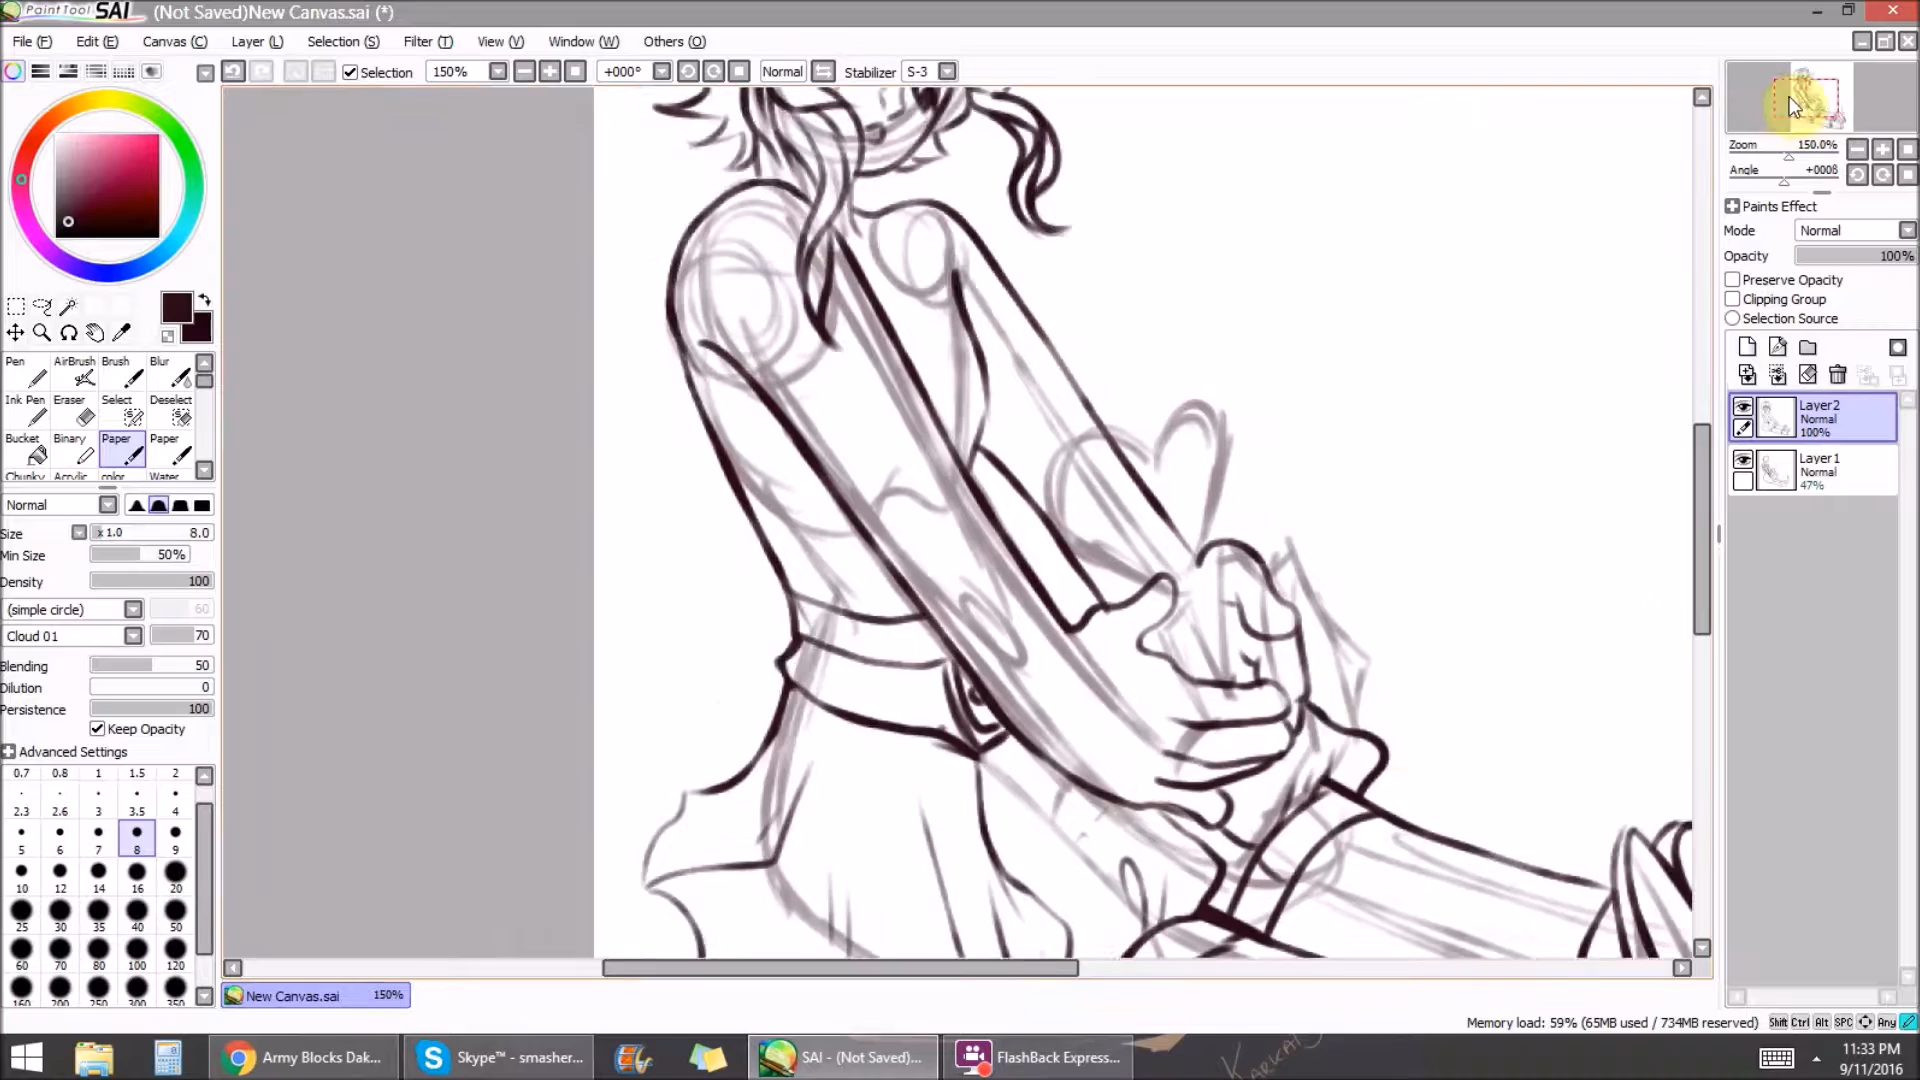 PaintTool SAI (Not Saved)New Canvas.sai (*)
File (F) Edit (E) Canvas (C) Layer (L) Selection (S) Filter (T) View (V) Window (W) Others (O)
Selection 150% +000° Normal Stabilizer S-3
Zoom 150.0%
Angle +000ß
Paints Effect
Mode Normal
Opacity 100%
Preserve Opacity
Clipping Group
Selection Source
Pen AirBrush Brush Blur
Ink Pen Eraser Select Deselect
Bucket Binary Paper Paper
Chunky Acrylic color Water
Layer2
Normal
100%
Layer1
Normal
47%
Normal
Size x 1.0 8.0
Min Size 50%
Density 100
(simple circle) 60
Cloud 01 70
Blending 50
Dilution 0
Persistence 100
Keep Opacity
Advanced Settings
0.7 0.8 1 1.5 2
2.3 2.6 3 3.5 4
5 6 7 8 9
10 12 14 16 20
25 30 35 40 50
60 70 80 100 120
160 200 250 300 350
New Canvas.sai 150%
Memory load: 59% (65MB used / 734MB reserved) Shift Ctrl Alt SPC Any
Army Blocks Dak... Skype™ - smasher... SAI - (Not Saved)... FlashBack Express...
KARKAT
11:33 PM
9/11/2016